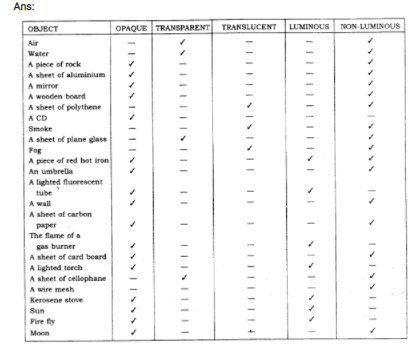 Ans:
OBJECT OPAQUE TRANSPARENT TRANSLUCENT LUMINOUS NON-LUMINOUS
Air — ✓ — — ✓
Water — ✓ — — ✓
A piece of rock ✓ — — — ✓
A sheet of aluminium ✓ — — — ✓
A mirror ✓ — — — ✓
A wooden board ✓ — — — ✓
A sheet of polythene — — ✓ — ✓
A CD ✓ — — — —
Smoke — — ✓ — ✓
A sheet of plane glass — ✓ — — ✓
Fog — — ✓ — ✓
A piece of red hot iron ✓ — — ✓ ✓
An umbrella ✓ — — — ✓
A lighted fluorescent
tube ✓ — — ✓ —
A wall ✓ — — — ✓
A sheet of carbon
paper ✓ — — — ✓
The flame of a
gas burner ✓ — — ✓ —
A sheet of card board ✓ — — — ✓
A lighted torch ✓ — — ✓ —
A sheet of cellophane — ✓ — — ✓
A wire mesh — — — — ✓
Kerosene stove ✓ — — ✓ —
Sun ✓ — — ✓ —
Fire fly ✓ — — ✓ —
Moon ✓ — — — ✓